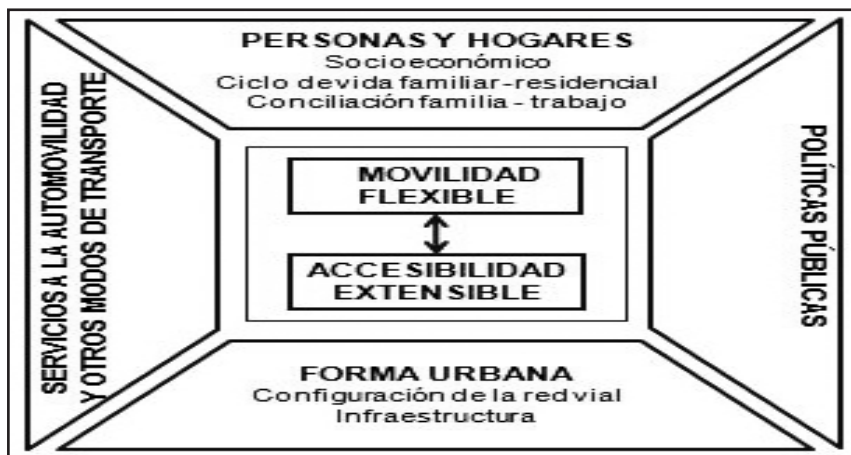 PERSONAS Y HOGARES
Socioeconómico
Ciclo de vida familiar-residencial
Conciliación familia - trabajo
SERVICIOS A LA AUTOMOVILIDAD
Y OTROS MODOS DE TRANSPORTE
MOVILIDAD
FLEXIBLE
ACCESIBILIDAD
EXTENSIBLE
POLÍTICAS PÚBLICAS
FORMA URBANA
Configuración de la red vial
Infraestructura